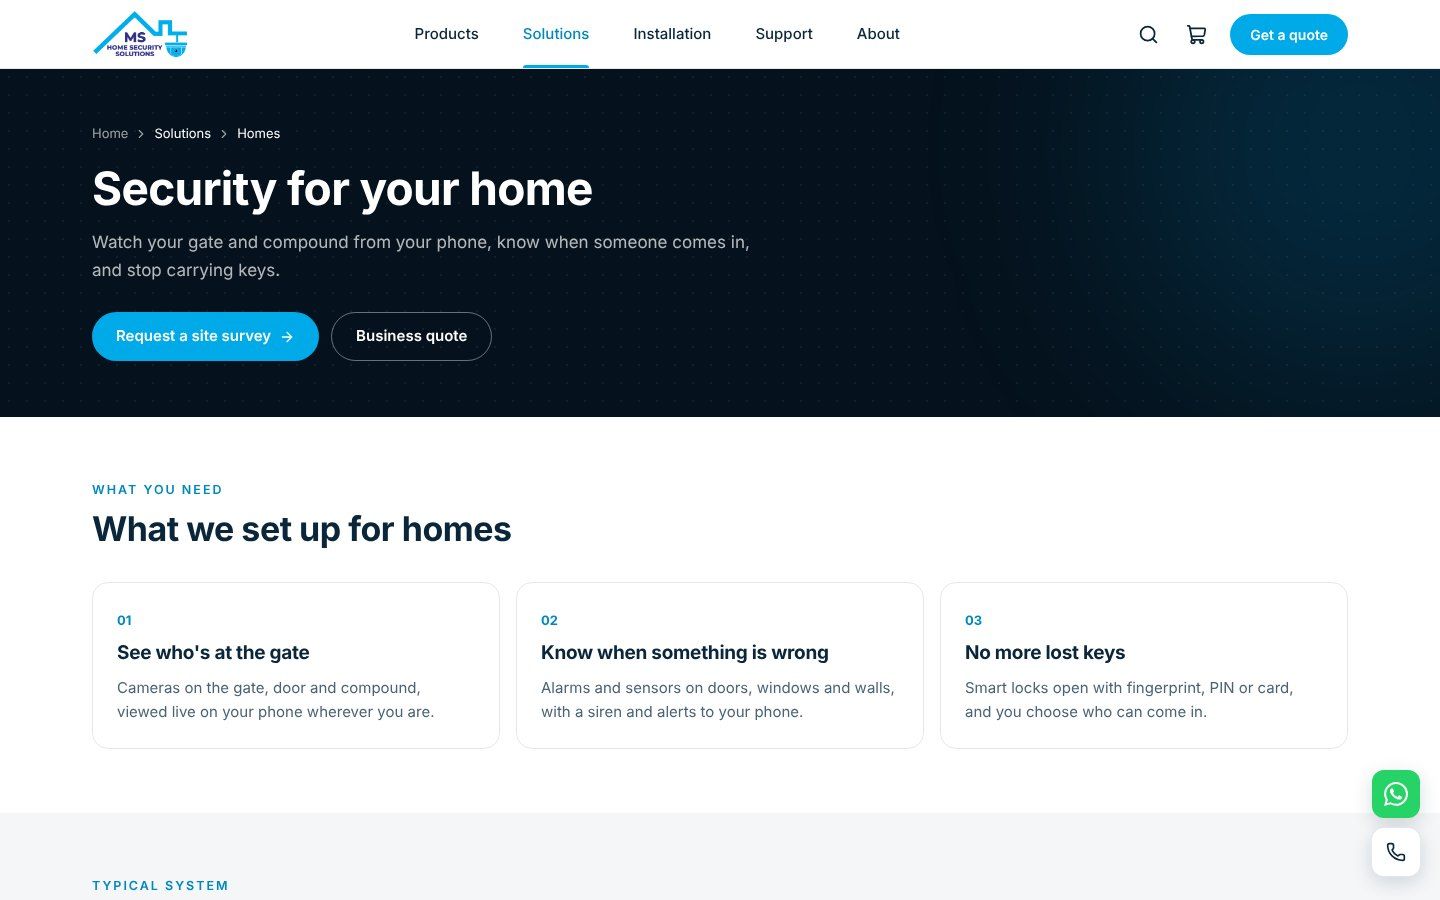 MS
HOME SECURITY
SOLUTIONS
Products
Solutions
Installation
Support
About
Get a quote
Home
Solutions
Homes
Security for your home
Watch your gate and compound from your phone, know when someone comes in,
and stop carrying keys.
Request a site survey
Business quote
WHAT YOU NEED
What we set up for homes
01
See who's at the gate
Cameras on the gate, door and compound,
viewed live on your phone wherever you are.
02
Know when something is wrong
Alarms and sensors on doors, windows and walls,
with a siren and alerts to your phone.
03
No more lost keys
Smart locks open with fingerprint, PIN or card,
and you choose who can come in.
TYPICAL SYSTEM